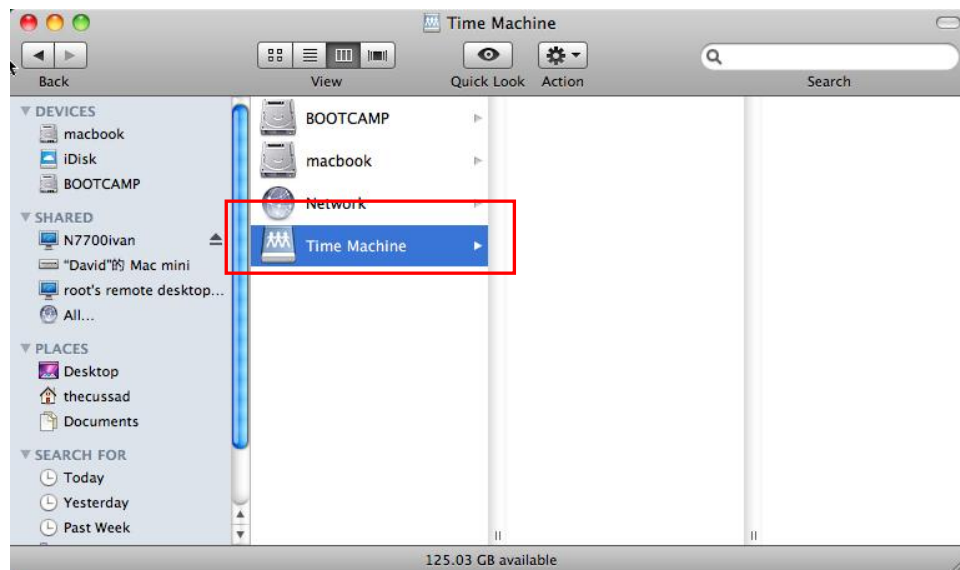 Time Machine
Back
View
Quick Look
Action
Search
DEVICES
macbook
iDisk
BOOTCAMP
SHARED
N7700ivan
“David”的 Mac mini
root's remote desktop...
All...
PLACES
Desktop
thecussad
Documents
SEARCH FOR
Today
Yesterday
Past Week
BOOTCAMP
macbook
Network
Time Machine
125.03 GB available